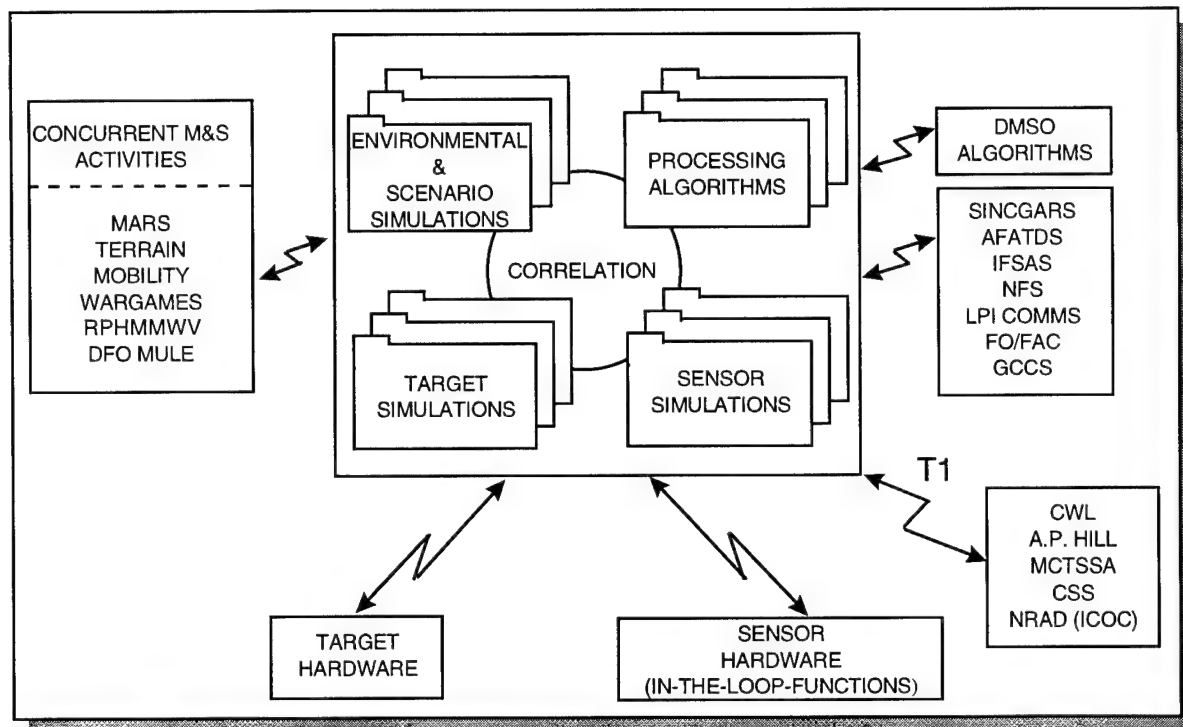 CONCURRENT M&S
ACTIVITIES
MARS
TERRAIN
MOBILITY
WARGAMES
RPHMMWV
DFO MULE
ENVIRONMENTAL
&
SCENARIO
SIMULATIONS
PROCESSING
ALGORITHMS
CORRELATION
TARGET
SIMULATIONS
SENSOR
SIMULATIONS
DMSO
ALGORITHMS
SINCGARS
AFATDS
IFSAS
NFS
LPI COMMS
FO/FAC
GCCS
T1
CWL
A.P. HILL
MCTSSA
CSS
NRAD (ICOC)
TARGET
HARDWARE
SENSOR
HARDWARE
(IN-THE-LOOP-FUNCTIONS)